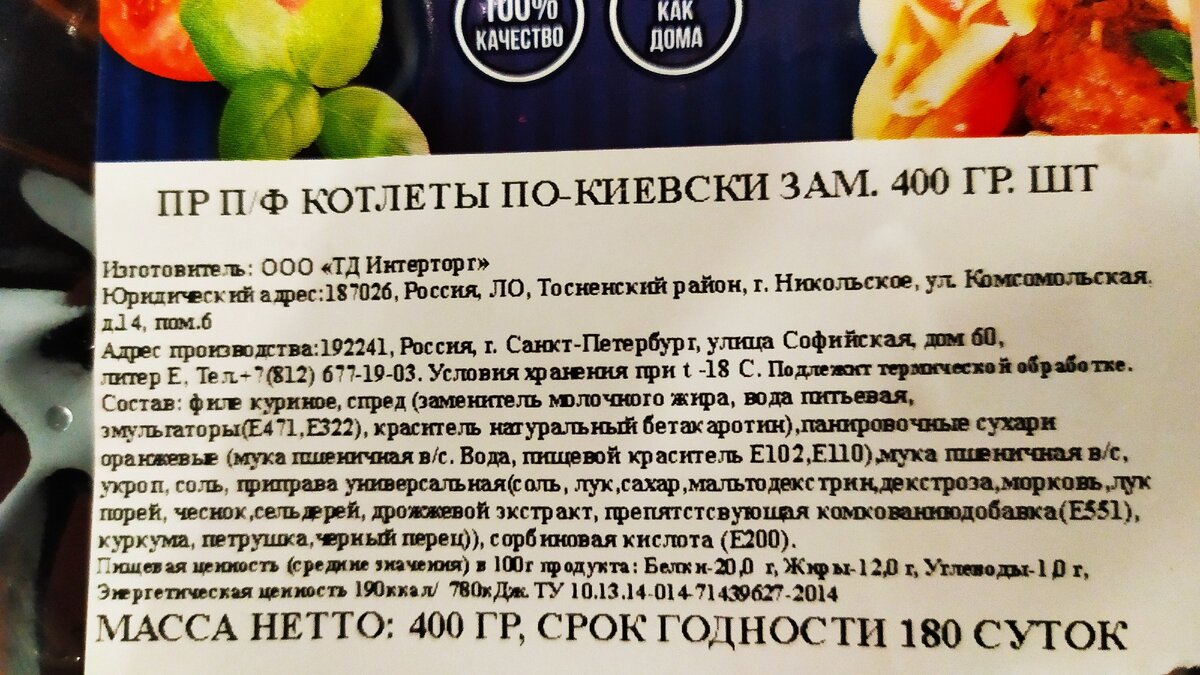 100%
КАЧЕСТВО
КАК
ДОМА
ПР П/Ф КОТЛЕТЫ ПО-КИЕВСКИ ЗАМ. 400 ГР. ШТ
Изготовитель: ООО «ТД Интерторг»
Юридический адрес:187026, Россия, ЛО, Тосненский район, г. Никольское, ул. Комсомольская,
д.14, пом.6
Адрес производства:192241, Россия, г. Санкт-Петербург, улица Софийская, дом 60,
литер Е, Тел.+7(812) 677-19-03. Условия хранения при t -18 С. Подлежит термической обработке.
Состав: филе куриное, спред (заменитель молочного жира, вода питьевая,
эмульгаторы(Е471,Е322), краситель натуральный бетакаротин),панировочные сухари
оранжевые (мука пшеничная в/с. Вода, пищевой краситель Е102,Е110),мука пшеничная в/с,
укроп, соль, приправа универсальная(соль, лук,сахар,мальтодекстрин,декстроза,морковь,лук
порей, чеснок,сельдерей, дрожжевой экстракт, препятстсвующая комкованиюдобавка(Е551),
куркума, петрушка,черный перец)), сорбиновая кислота (Е200).
Пищевая ценность (средние значения) в 100г продукта: Белки-20,0 г, Жиры-12,0 г, Углеводы-1,0 г,
Энергетическая ценность 190ккал/ 780кДж. ТУ 10.13.14-014-71439627-2014
МАССА НЕТТО: 400 ГР, СРОК ГОДНОСТИ 180 СУТОК